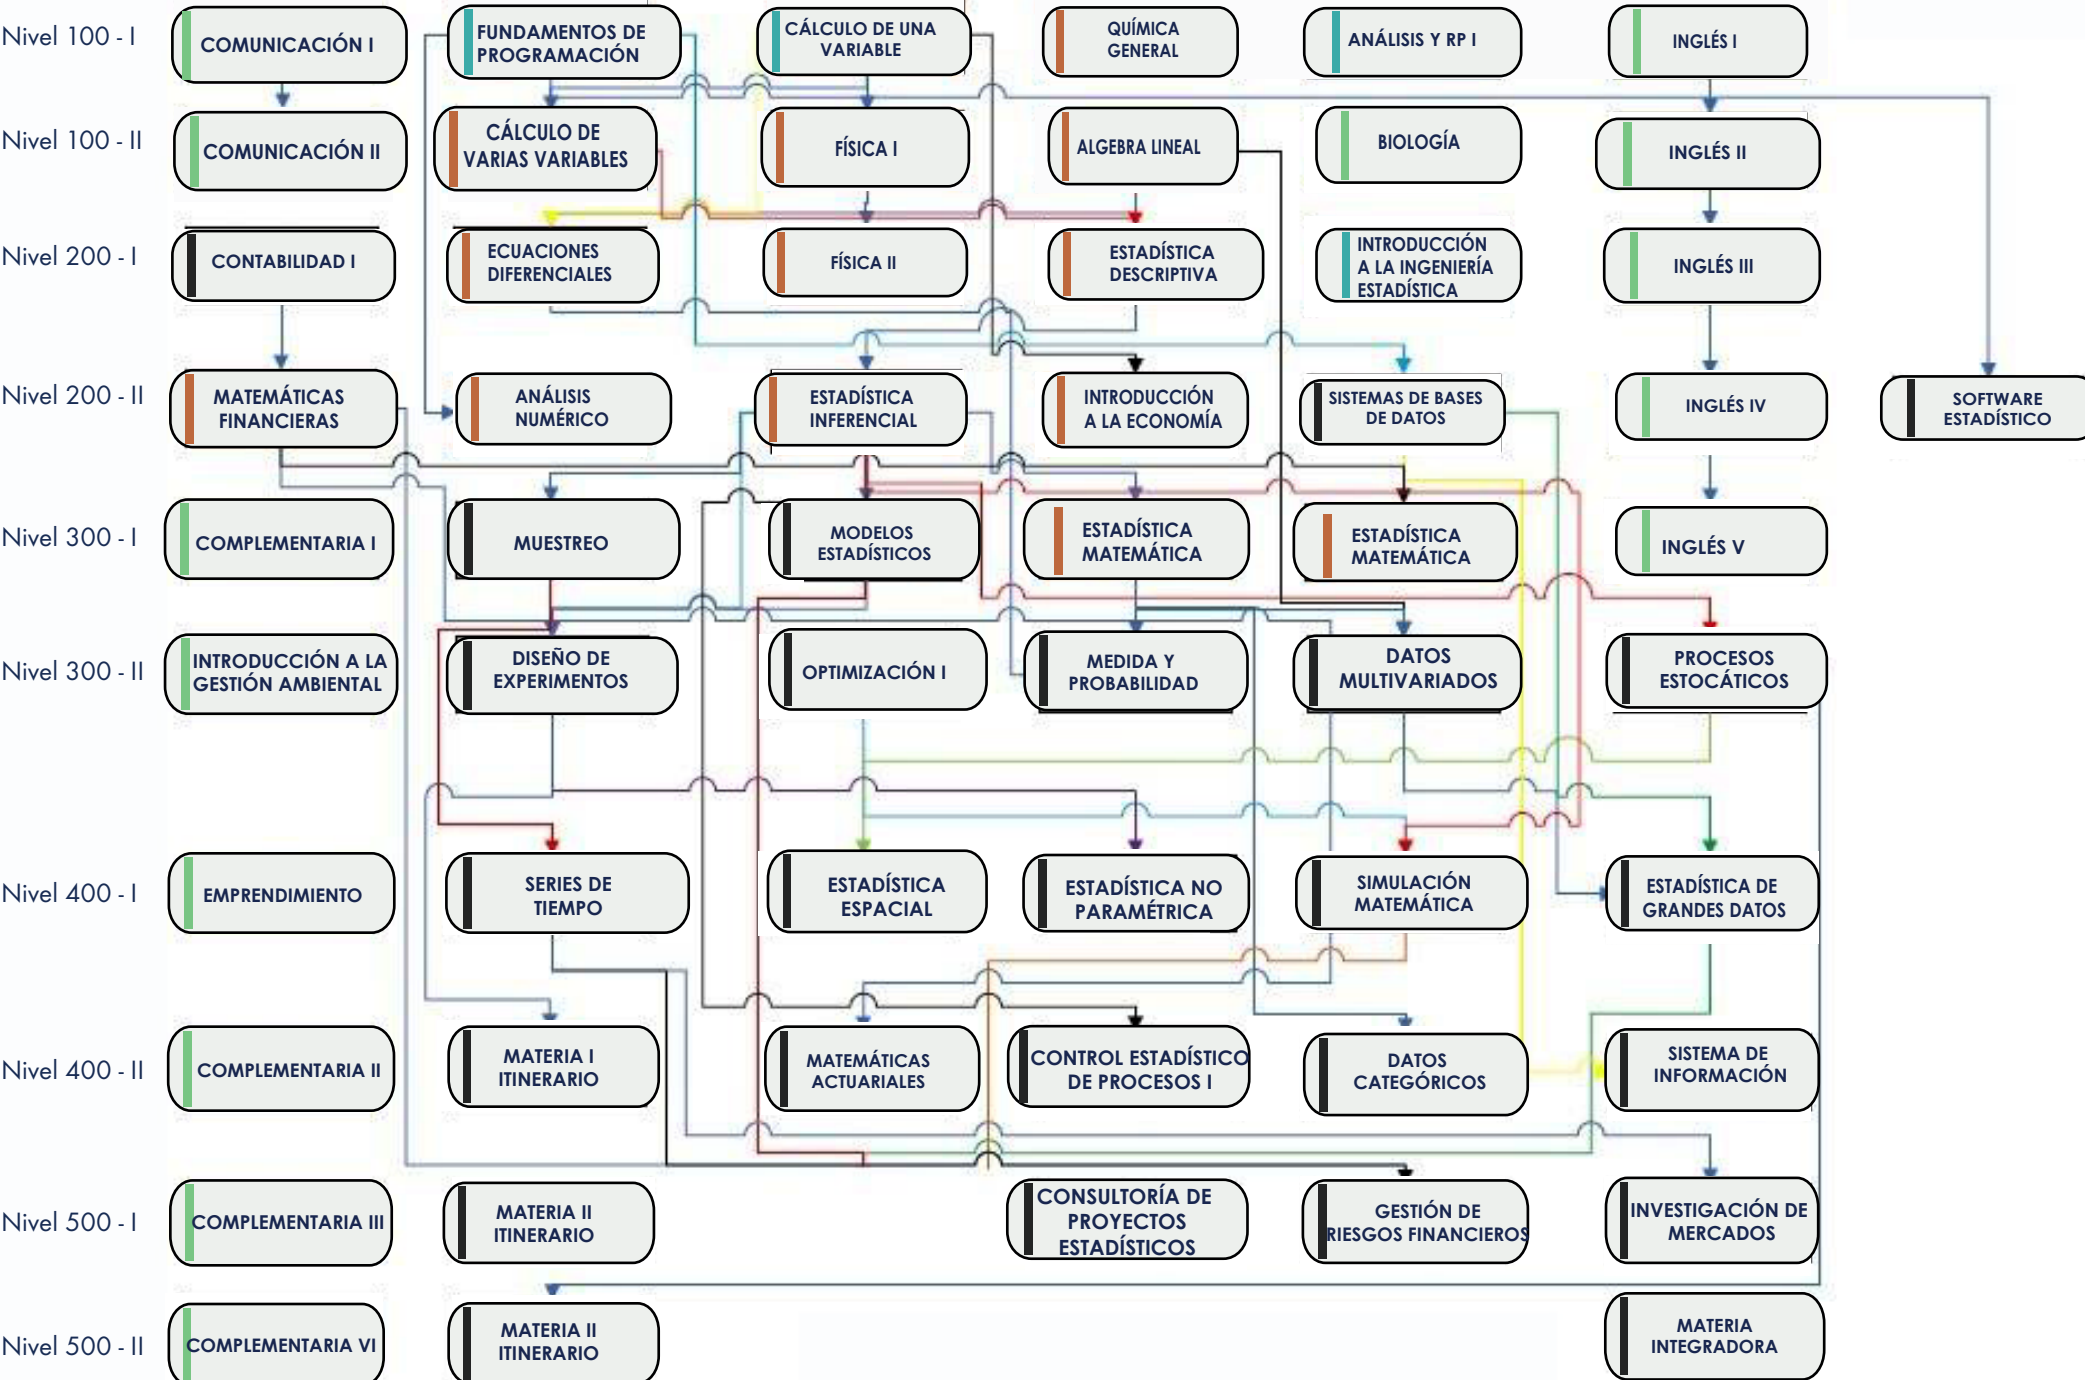 Nivel 100 - I
COMUNICACIÓN I
FUNDAMENTOS DE
PROGRAMACIÓN
CÁLCULO DE UNA
VARIABLE
QUÍMICA
GENERAL
ANÁLISIS Y RP I
INGLÉS I
Nivel 100 - II
COMUNICACIÓN II
CÁLCULO DE
VARIAS VARIABLES
FÍSICA I
ALGEBRA LINEAL
BIOLOGÍA
INGLÉS II
Nivel 200 - I
CONTABILIDAD I
ECUACIONES
DIFERENCIALES
FÍSICA II
ESTADÍSTICA
DESCRIPTIVA
INTRODUCCIÓN
A LA INGENIERÍA
ESTADÍSTICA
INGLÉS III
Nivel 200 - II
MATEMÁTICAS
FINANCIERAS
ANÁLISIS
NUMÉRICO
ESTADÍSTICA
INFERENCIAL
INTRODUCCIÓN
A LA ECONOMÍA
SISTEMAS DE BASES
DE DATOS
INGLÉS IV
SOFTWARE
ESTADÍSTICO
Nivel 300 - I
COMPLEMENTARIA I
MUESTREO
MODELOS
ESTADÍSTICOS
ESTADÍSTICA
MATEMÁTICA
ESTADÍSTICA
MATEMÁTICA
INGLÉS V
Nivel 300 - II
INTRODUCCIÓN A LA
GESTIÓN AMBIENTAL
DISEÑO DE
EXPERIMENTOS
OPTIMIZACIÓN I
MEDIDA Y
PROBABILIDAD
DATOS
MULTIVARIADOS
PROCESOS
ESTOCÁTICOS
Nivel 400 - I
EMPRENDIMIENTO
SERIES DE
TIEMPO
ESTADÍSTICA
ESPACIAL
ESTADÍSTICA NO
PARAMÉTRICA
SIMULACIÓN
MATEMÁTICA
ESTADÍSTICA DE
GRANDES DATOS
Nivel 400 - II
COMPLEMENTARIA II
MATERIA I
ITINERARIO
MATEMÁTICAS
ACTUARIALES
CONTROL ESTADÍSTICO
DE PROCESOS I
DATOS
CATEGÓRICOS
SISTEMA DE
INFORMACIÓN
Nivel 500 - I
COMPLEMENTARIA III
MATERIA II
ITINERARIO
CONSULTORÍA DE
PROYECTOS
ESTADÍSTICOS
GESTIÓN DE
RIESGOS FINANCIEROS
INVESTIGACIÓN DE
MERCADOS
Nivel 500 - II
COMPLEMENTARIA VI
MATERIA II
ITINERARIO
MATERIA
INTEGRADORA